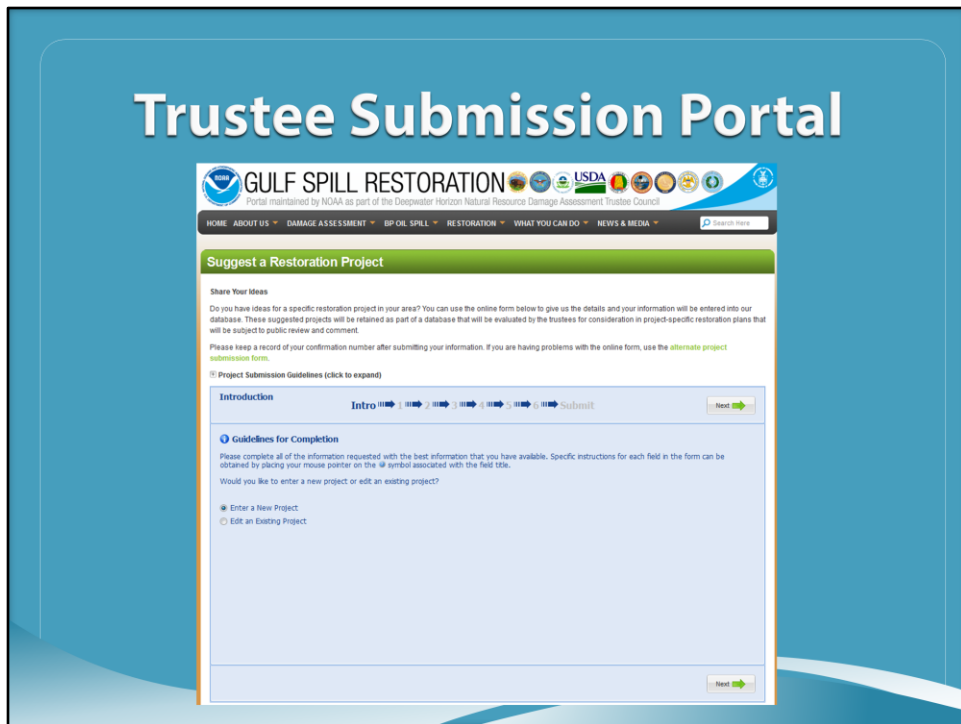 Trustee Submission Portal
NOAA
GULF SPILL RESTORATION
USDA
Portal maintained by NOAA as part of the Deepwater Horizon Natural Resource Damage Assessment Trustee Council
HOME ABOUT US DAMAGE ASSESSMENT BP OIL SPILL RESTORATION WHAT YOU CAN DO NEWS & MEDIA Search Here
Suggest a Restoration Project
Share Your Ideas
Do you have ideas for a specific restoration project in your area? You can use the online form below to give us the details and your information will be entered into our
database. These suggested projects will be retained as part of a database that will be evaluated by the trustees for consideration in project-specific restoration plans that
will be subject to public review and comment.
Please keep a record of your confirmation number after submitting your information. If you are having problems with the online form, use the alternate project
submission form.
Project Submission Guidelines (click to expand)
Introduction
Intro 1 2 3 4 5 6 Submit
Next
Guidelines for Completion
Please complete all of the information requested with the best information that you have available. Specific instructions for each field in the form can be
obtained by placing your mouse pointer on the symbol associated with the field title.
Would you like to enter a new project or edit an existing project?
Enter a New Project
Edit an Existing Project
Next